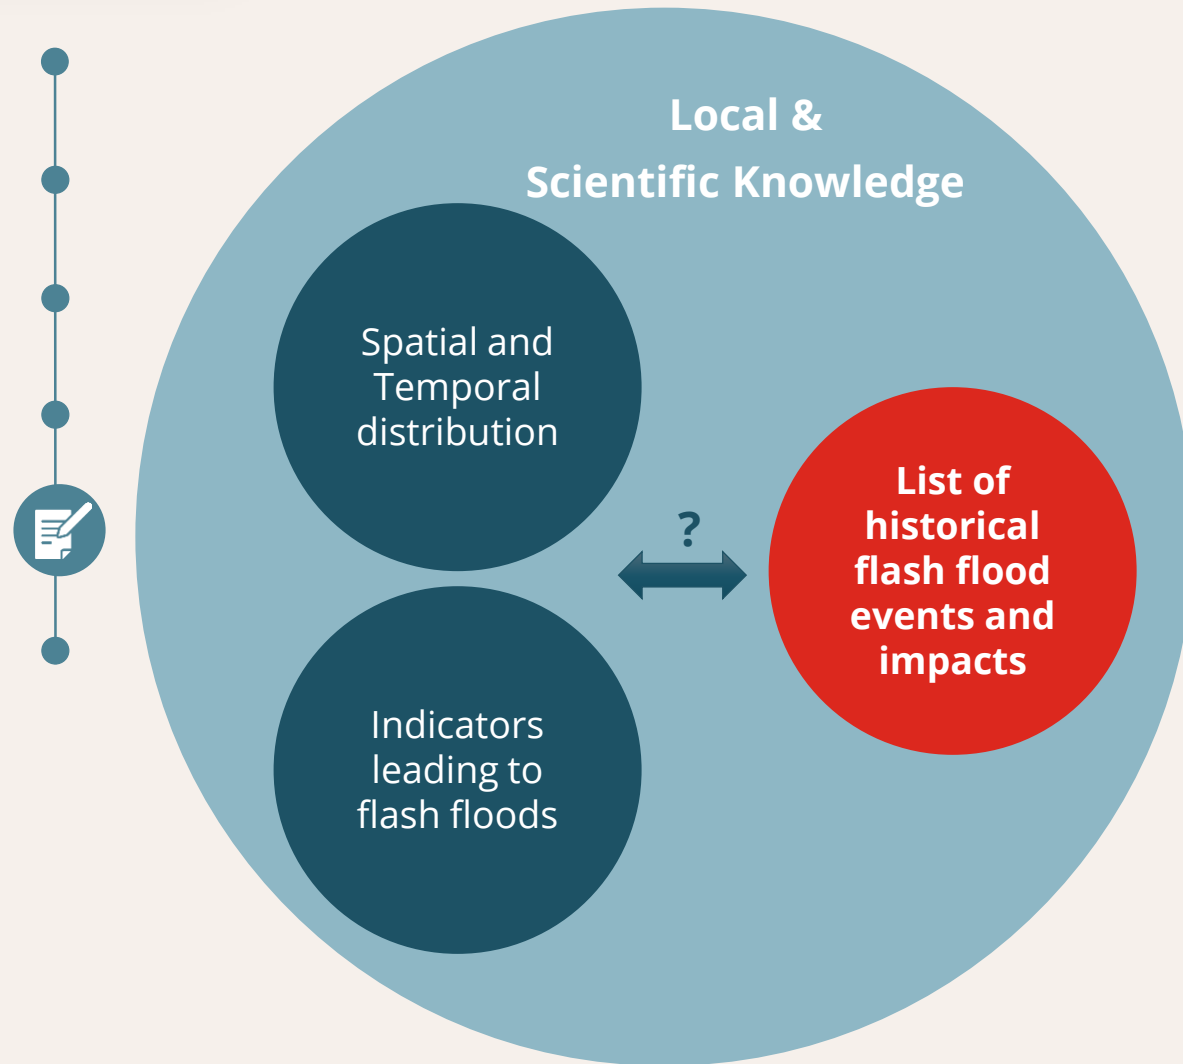 Local &
Scientific Knowledge
Spatial and
Temporal
distribution
?
List of
historical
flash flood
events and
impacts
Indicators
leading to
flash floods